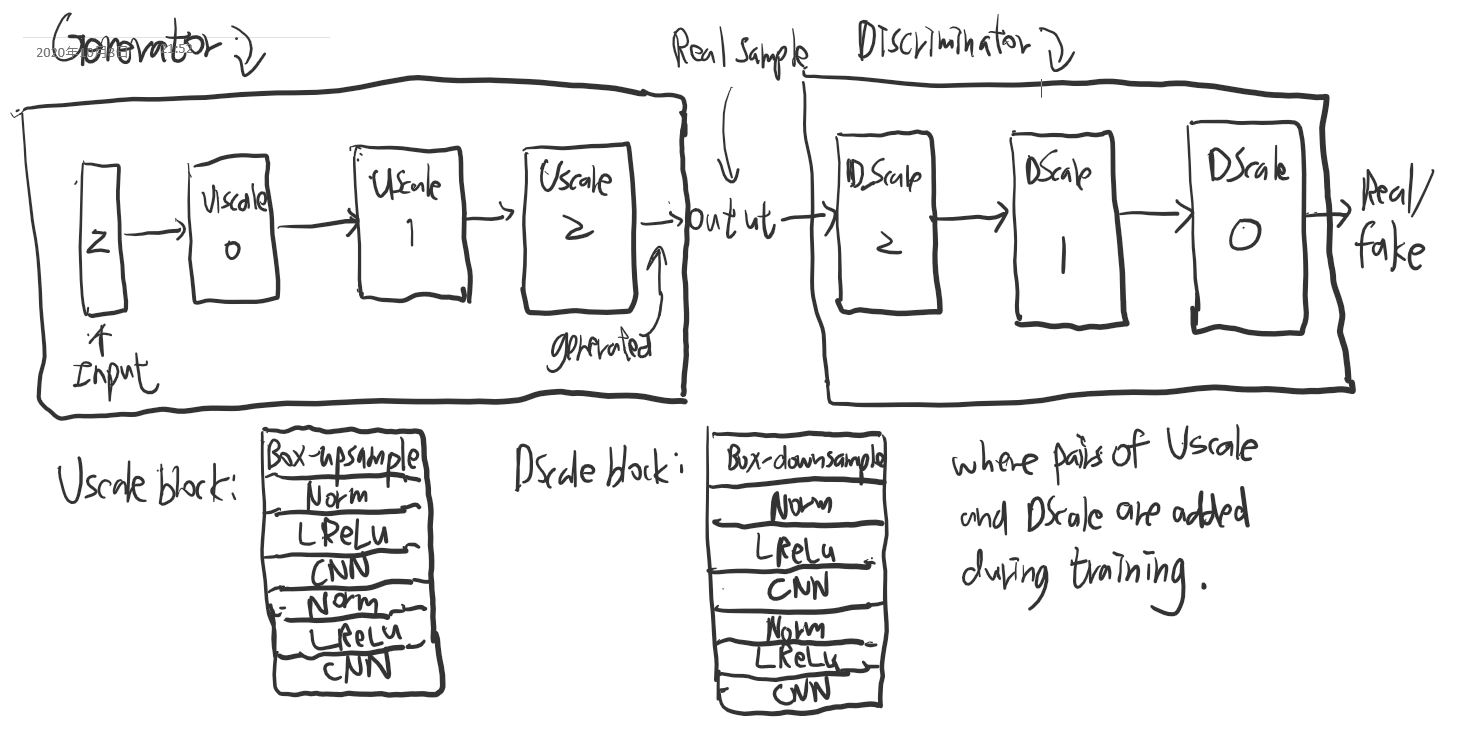 Generator
21:52
Real sample
Discriminator
Z
Uscale
0
Uscale
1
Uscale
2
output
DScale
2
DScale
1
DScale
0
Real/
fake
Input
generated
Uscale block:
Box-upsample
Norm
LReLu
CNN
Norm
LReLu
CNN
DScale block:
Box-downsample
Norm
LReLu
CNN
Norm
LReLu
CNN
where pairs of Uscale
and DScale are added
during training.